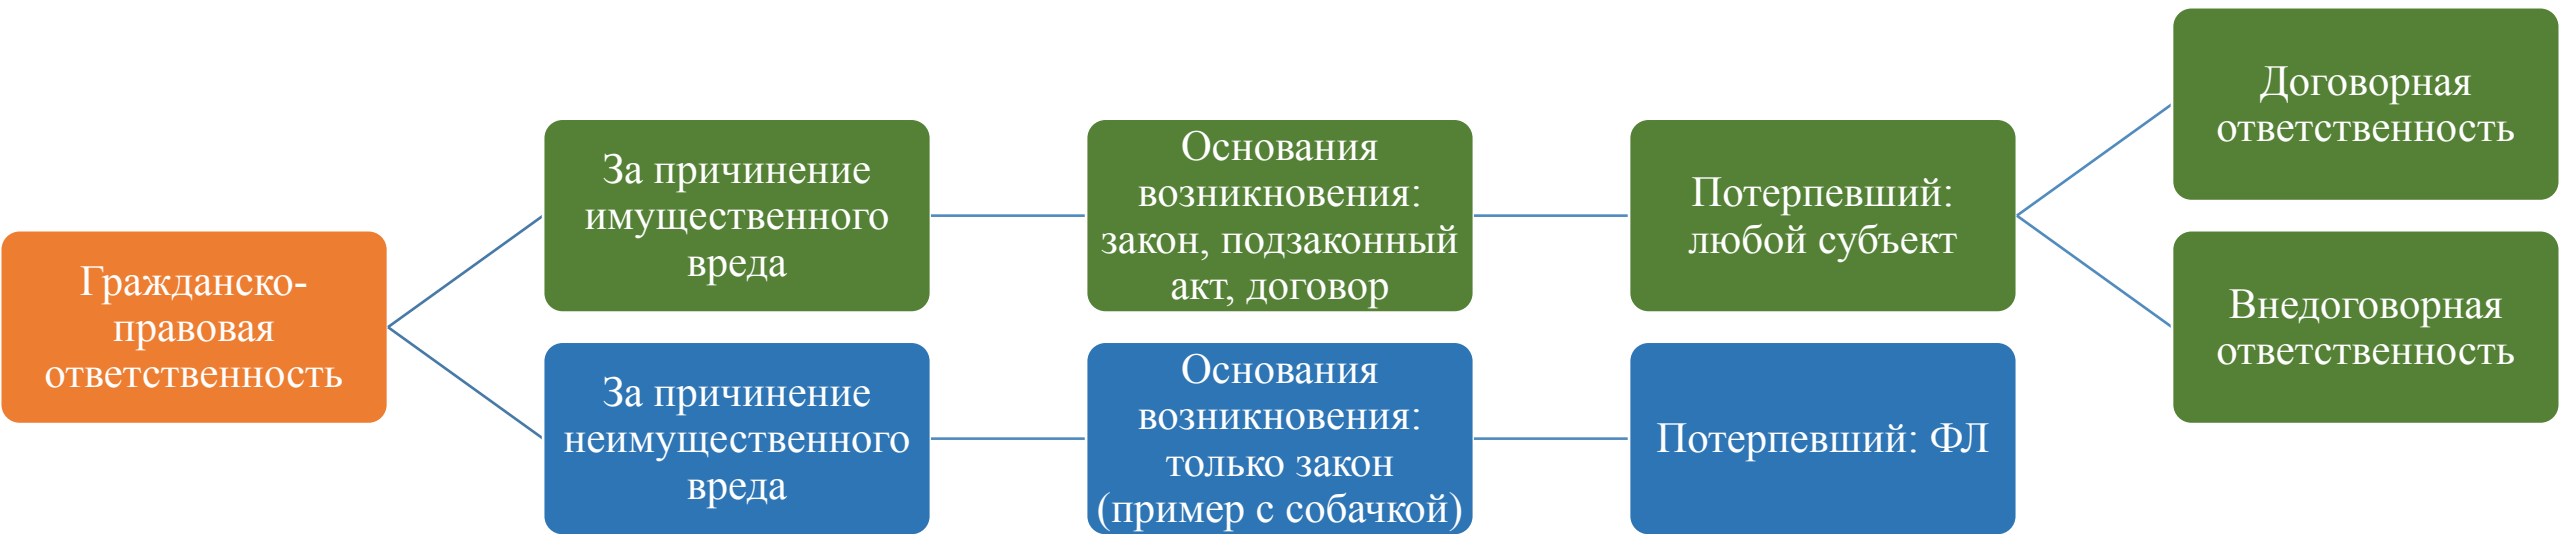 Гражданско-
правовая
ответственность
За причинение
имущественного
вреда
Основания
возникновения:
закон, подзаконный
акт, договор
Потерпевший:
любой субъект
Договорная
ответственность
Внедоговорная
ответственность
За причинение
неимущественного
вреда
Основания
возникновения:
только закон
(пример с собачкой)
Потерпевший: ФЛ